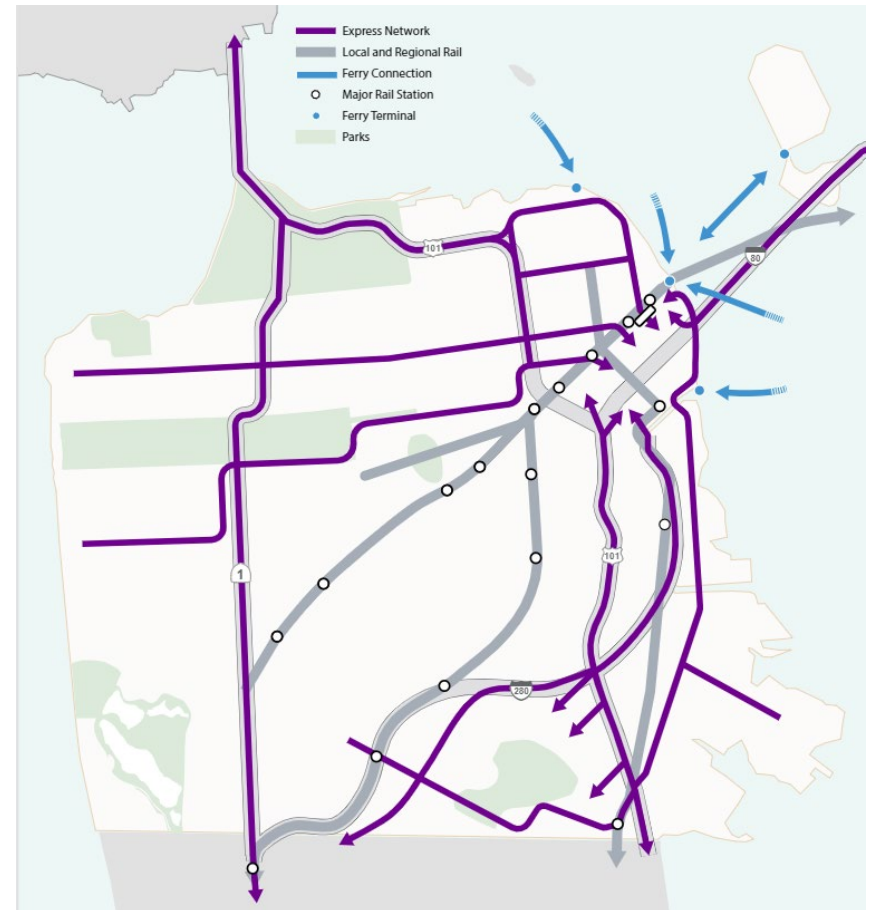 Express Network
Local and Regional Rail
Ferry Connection
Major Rail Station
Ferry Terminal
Parks
101
80
101
1
280